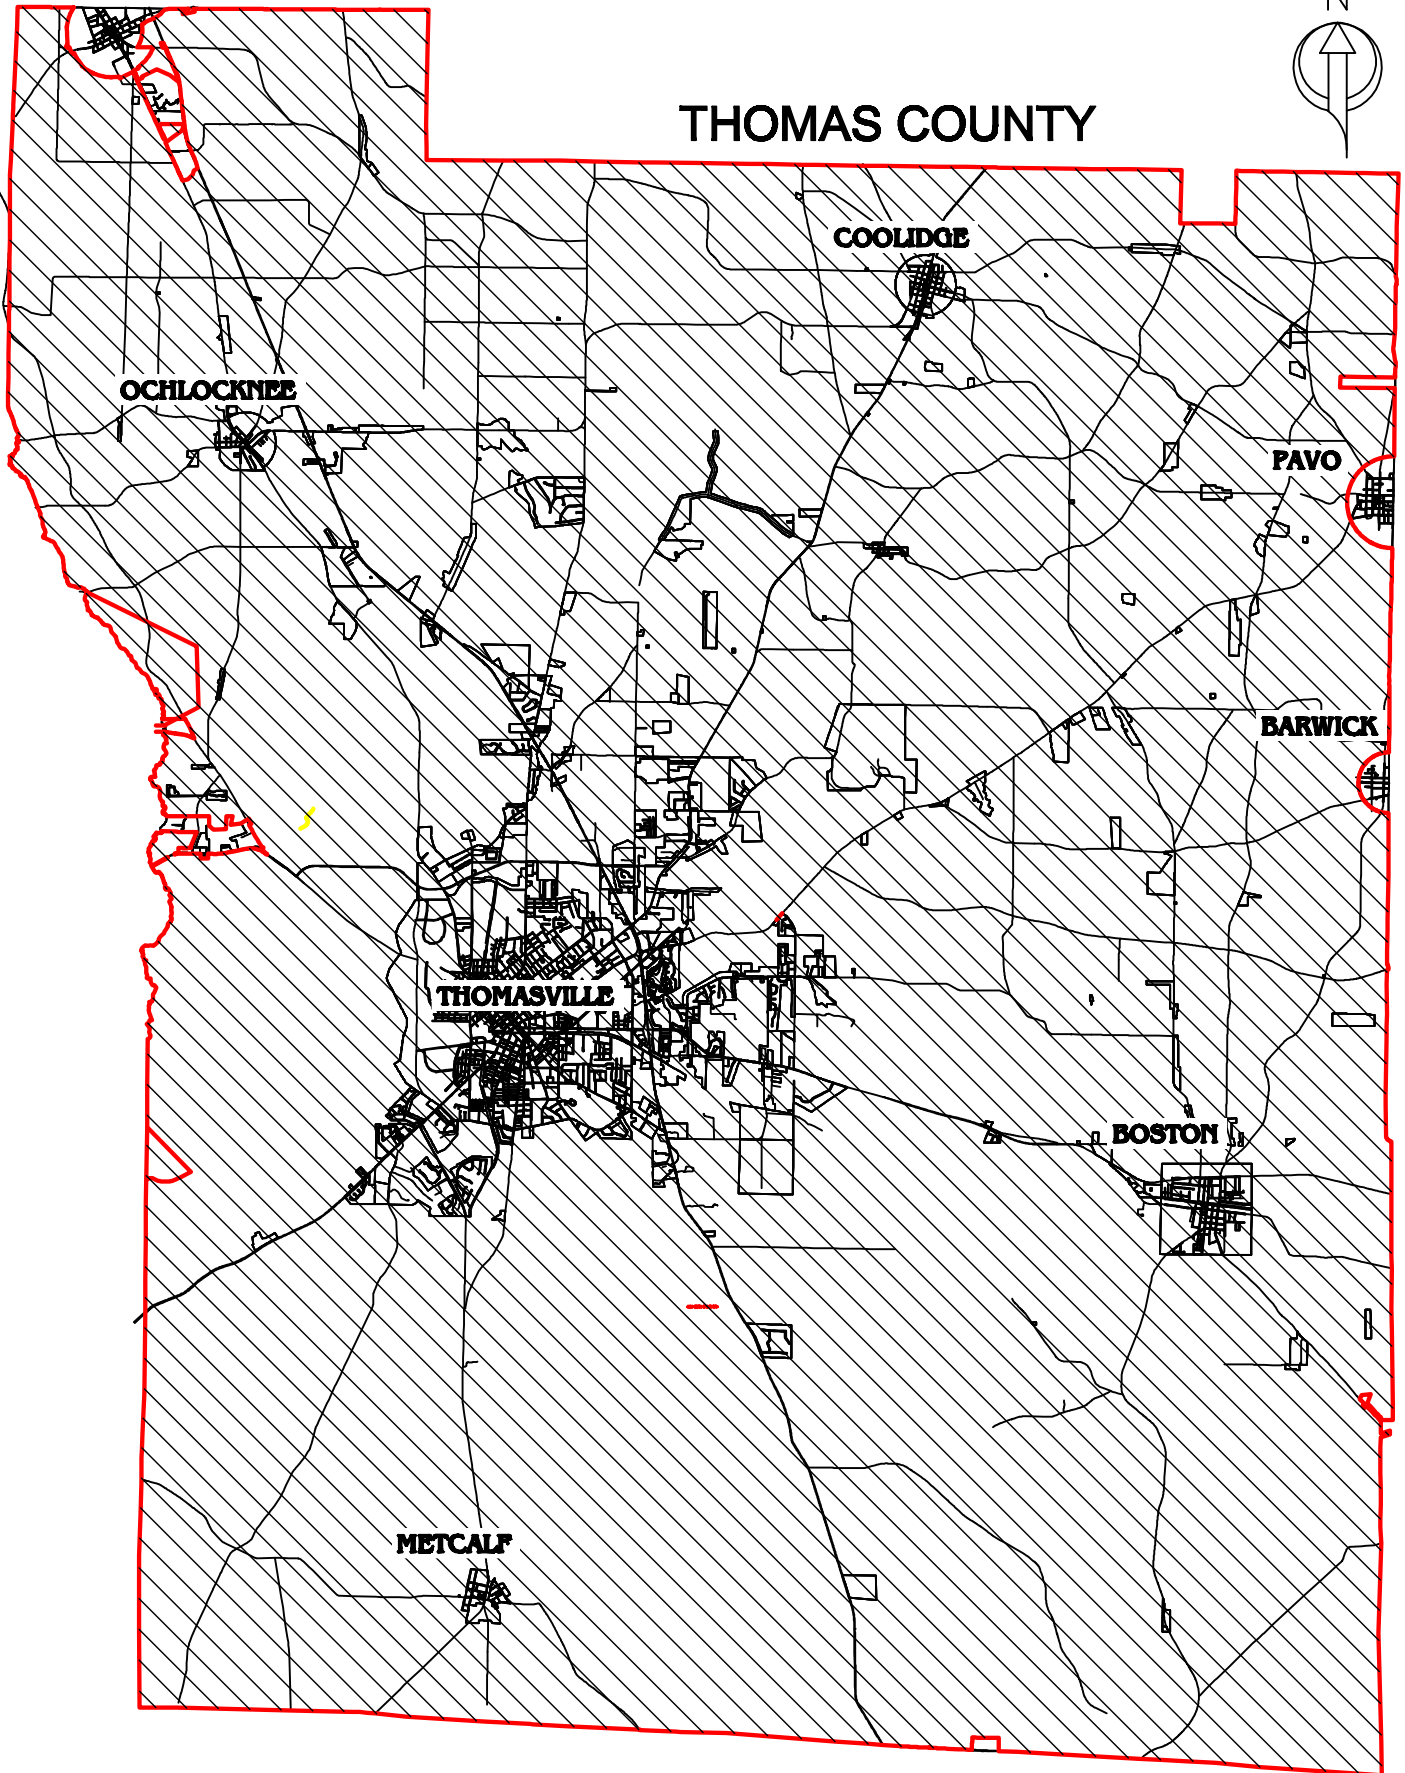 N
THOMAS COUNTY
COOLIDGE
OCHLOCKNEE
PAVO
BARWICK
THOMASVILLE
BOSTON
METCALF